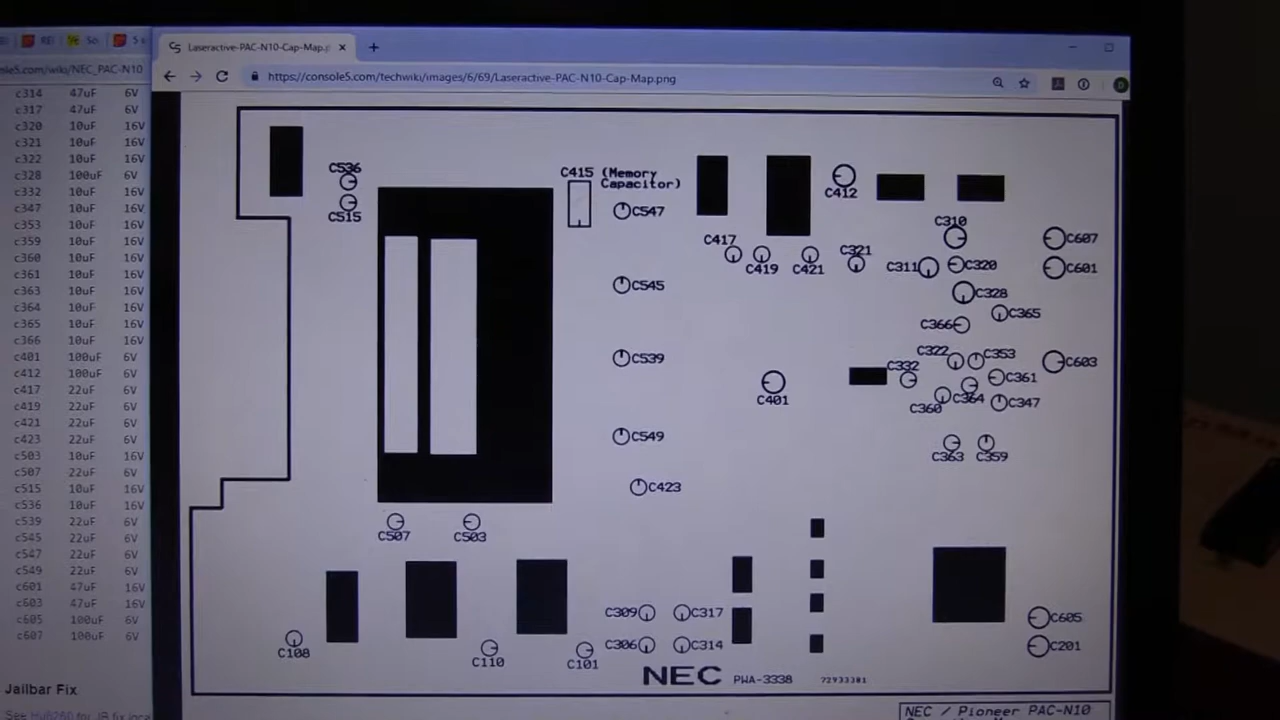 Laseractive-PAC-N10-Cap-Map.p
https://console5.com/techwiki/images/6/69/Laseractive-PAC-N10-Cap-Map.png
ole5.com/wiki/NEC_PAC-N10
c314 47uF 6V
c317 47uF 6V
c320 10uF 16V
c321 10uF 16V
c322 10uF 16V
c328 100uF 6V
c332 10uF 16V
c347 10uF 16V
c353 10uF 16V
c359 10uF 16V
c360 10uF 16V
c361 10uF 16V
c363 10uF 16V
c364 10uF 16V
c365 10uF 16V
c366 10uF 16V
c401 100uF 6V
c412 100uF 6V
c417 22uF 6V
c419 22uF 6V
c421 22uF 6V
c423 22uF 6V
c503 10uF 16V
c507 22uF 6V
c515 10uF 16V
c536 10uF 16V
c539 22uF 6V
c545 22uF 6V
c547 22uF 6V
c549 22uF 6V
c601 47uF 16V
c603 47uF 16V
c605 100uF 6V
c607 100uF 6V
Jailbar Fix
See
C536
C515
C415 (Memory
Capacitor)
C547
C412
C310
C417
C419
C421
C321
C311
C320
C607
C601
C545
C328
C365
C366
C539
C322
C353
C603
C332
C361
C401
C360
C364
C347
C549
C363
C359
C423
C507
C503
C309
C317
C605
C108
C110
C101
C306
C314
C201
NEC PWA-3338 72933381
NEC / Pioneer PAC-N10